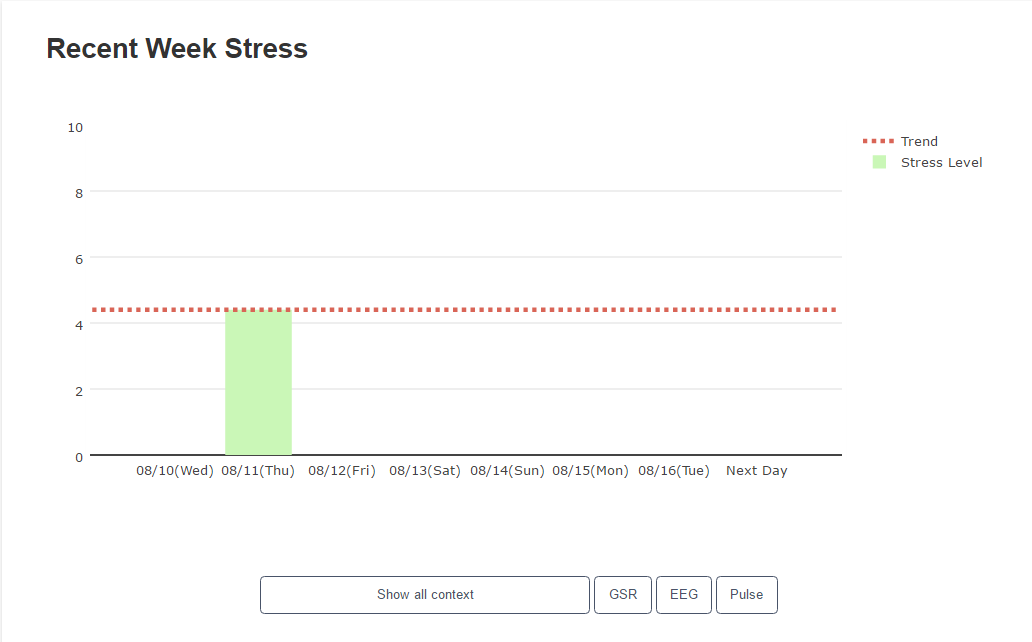 Recent Week Stress
10
8
6
4
2
0
Trend
Stress Level
08/10(Wed) 08/11(Thu) 08/12(Fri) 08/13(Sat) 08/14(Sun) 08/15(Mon) 08/16(Tue) Next Day
Show all context GSR EEG Pulse